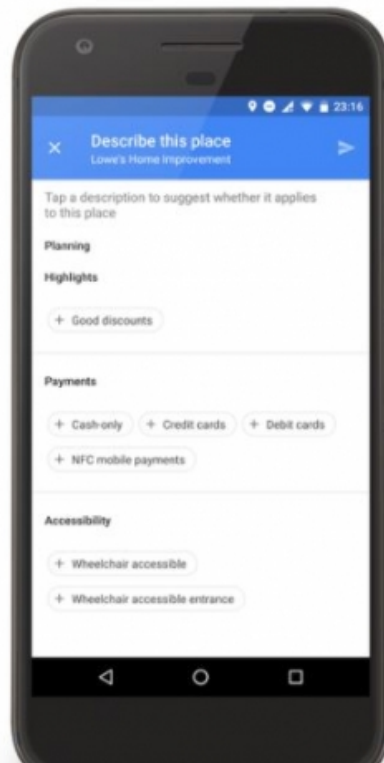 23:16
Describe this place
Lowe's Home Improvement
Tap a description to suggest whether it applies
to this place
Planning
Highlights
+ Good discounts
Payments
+ Cash-only + Credit cards + Debit cards
+ NFC mobile payments
Accessibility
+ Wheelchair accessible
+ Wheelchair accessible entrance